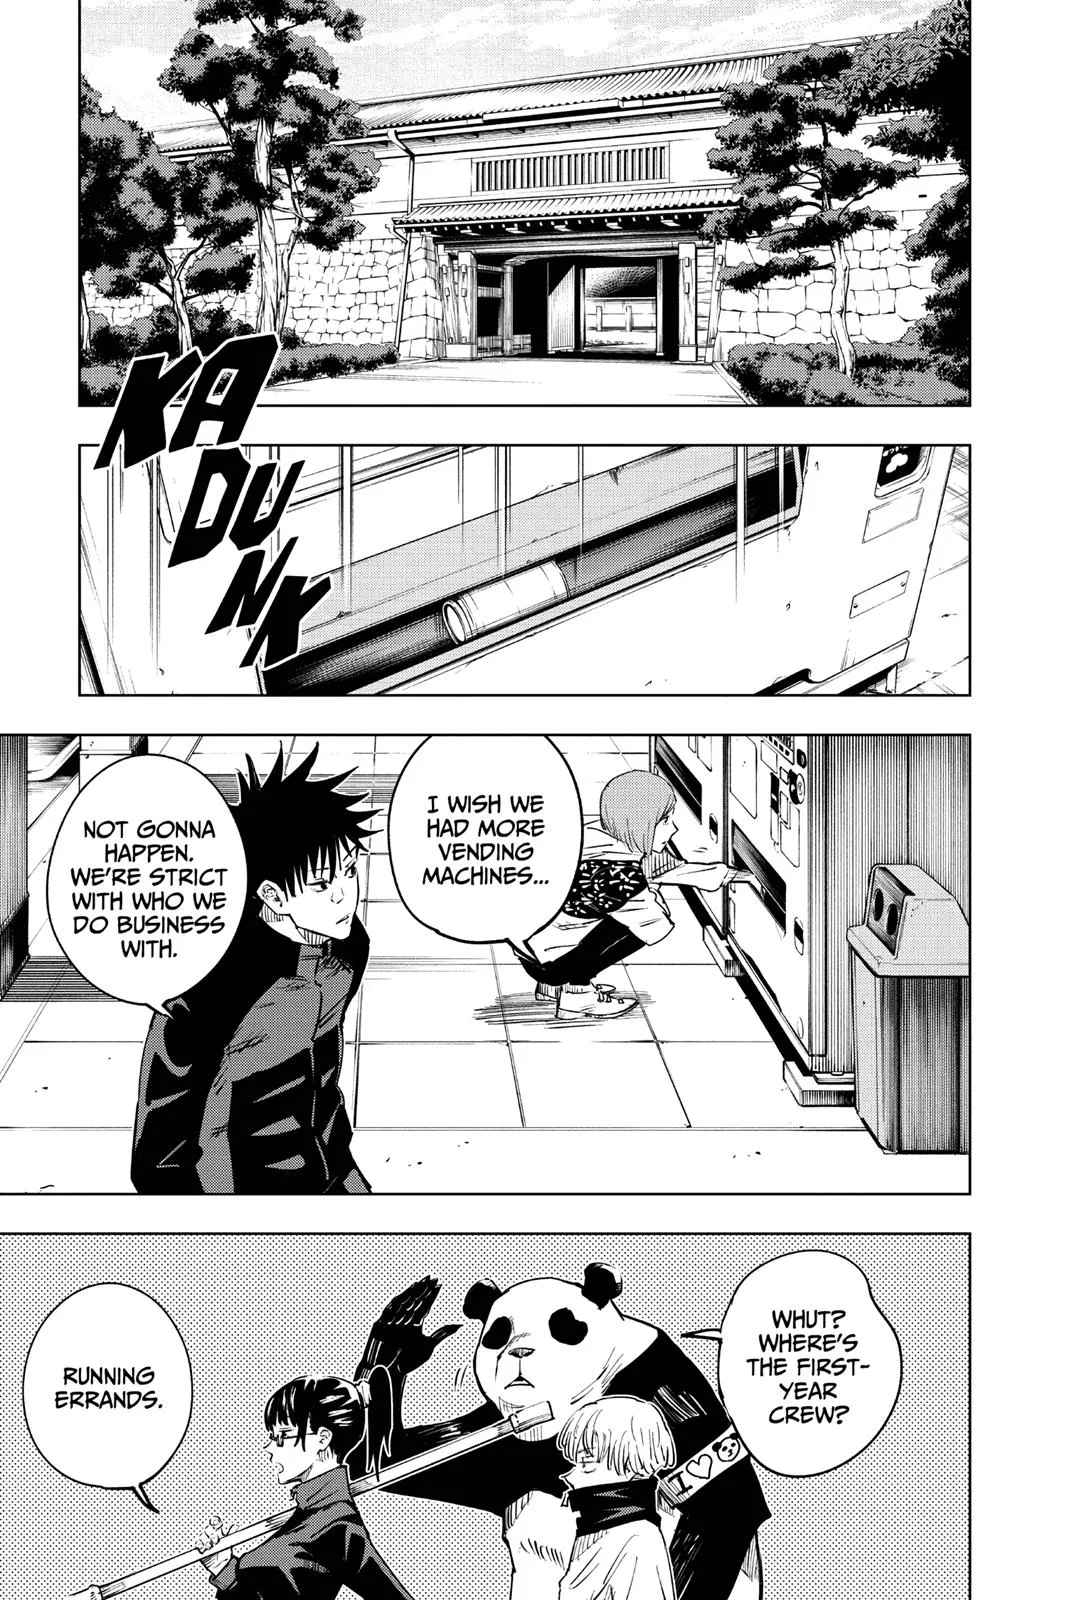 KA
DU
NK
I WISH WE
HAD MORE
VENDING
MACHINES...
NOT GONNA
HAPPEN.
WE'RE STRICT
WITH WHO WE
DO BUSINESS
WITH.
WHUT?
WHERE'S
THE FIRST-
YEAR
CREW?
RUNNING
ERRANDS.
I♡